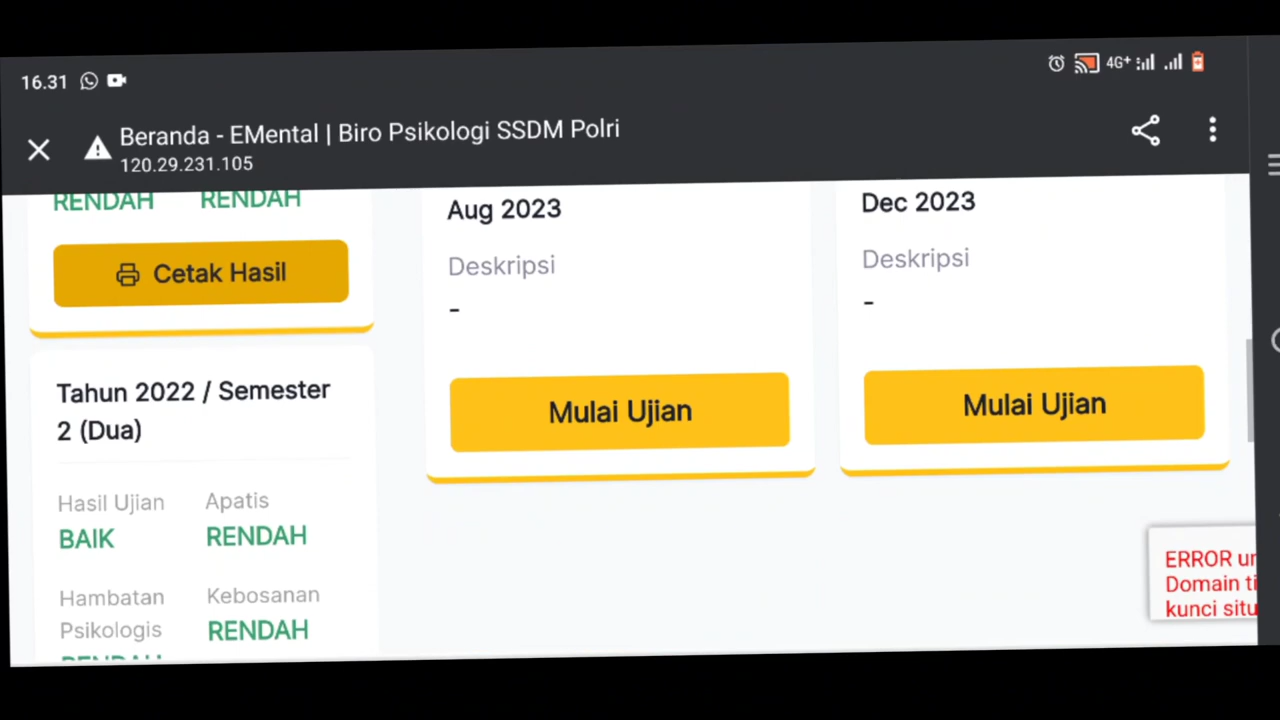 16.31
4G+
Beranda - EMental | Biro Psikologi SSDM Polri
120.29.231.105
RENDAH RENDAH
Cetak Hasil
Tahun 2022 / Semester
2 (Dua)
Hasil Ujian Apatis
BAIK RENDAH
Hambatan Kebosanan
Psikologis RENDAH
RENDAH
Aug 2023
Deskripsi
-
Mulai Ujian
Dec 2023
Deskripsi
-
Mulai Ujian
ERROR
Domain
kunci